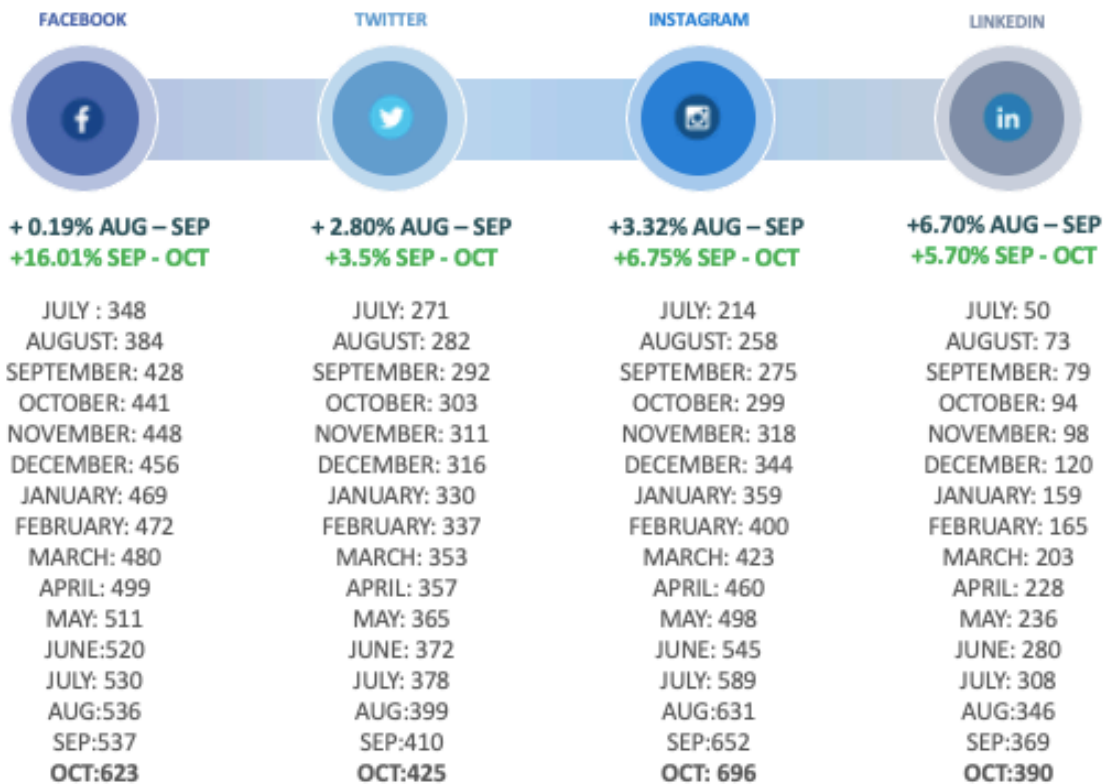 FACEBOOK
TWITTER
INSTAGRAM
LINKEDIN
f
in
+ 0.19% AUG – SEP
+16.01% SEP - OCT
+ 2.80% AUG – SEP
+3.5% SEP - OCT
+3.32% AUG – SEP
+6.75% SEP - OCT
+6.70% AUG – SEP
+5.70% SEP - OCT
JULY : 348
AUGUST: 384
SEPTEMBER: 428
OCTOBER: 441
NOVEMBER: 448
DECEMBER: 456
JANUARY: 469
FEBRUARY: 472
MARCH: 480
APRIL: 499
MAY: 511
JUNE:520
JULY: 530
AUG:536
SEP:537
OCT:623
JULY: 271
AUGUST: 282
SEPTEMBER: 292
OCTOBER: 303
NOVEMBER: 311
DECEMBER: 316
JANUARY: 330
FEBRUARY: 337
MARCH: 353
APRIL: 357
MAY: 365
JUNE: 372
JULY: 378
AUG:399
SEP:410
OCT:425
JULY: 214
AUGUST: 258
SEPTEMBER: 275
OCTOBER: 299
NOVEMBER: 318
DECEMBER: 344
JANUARY: 359
FEBRUARY: 400
MARCH: 423
APRIL: 460
MAY: 498
JUNE: 545
JULY: 589
AUG:631
SEP:652
OCT: 696
JULY: 50
AUGUST: 73
SEPTEMBER: 79
OCTOBER: 94
NOVEMBER: 98
DECEMBER: 120
JANUARY: 159
FEBRUARY: 165
MARCH: 203
APRIL: 228
MAY: 236
JUNE: 280
JULY: 308
AUG:346
SEP:369
OCT:390